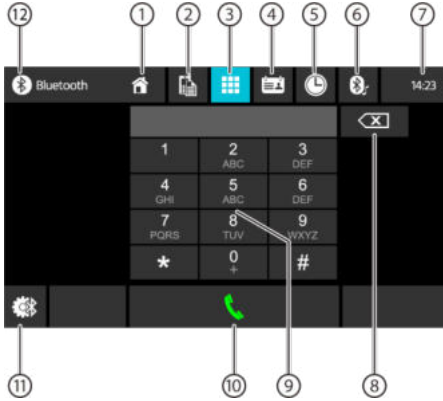 12 1 2 3 4 5 6 7
Bluetooth 14:23
1 2 3
ABC DEF
4 5 6
GHI ABC DEF
7 8 9
PQRS TUV WXYZ
* 0 #
+
11 10 9 8